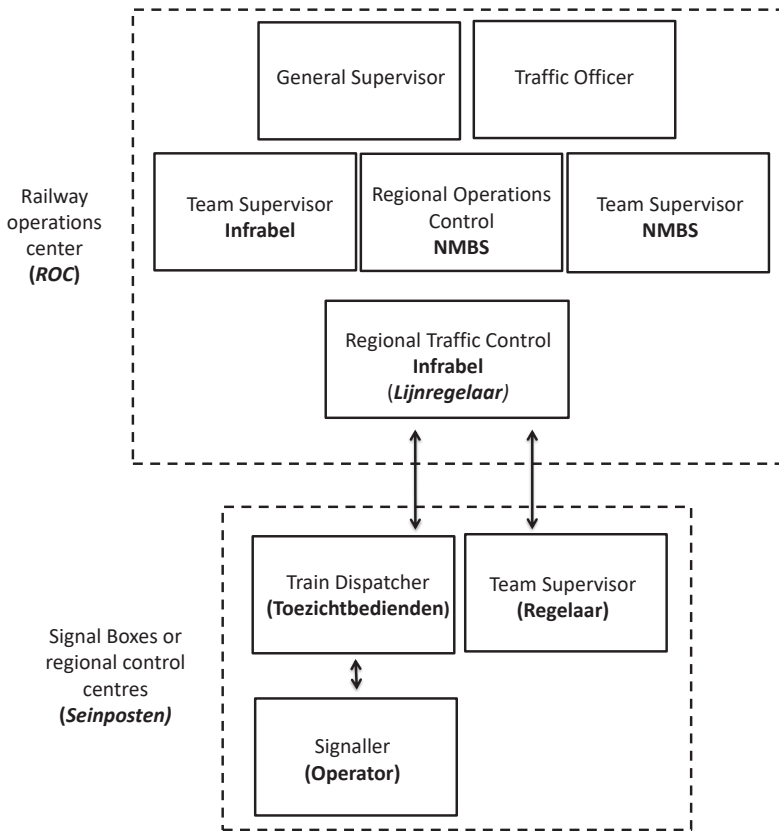 General Supervisor
Traffic Officer
Railway
operations
center
(ROC)
Team Supervisor
Infrabel
Regional Operations
Control
NMBS
Team Supervisor
NMBS
Regional Traffic Control
Infrabel
(Lijnregelaar)
Signal Boxes or
regional control
centres
(Seinposten)
Train Dispatcher
(Toezichtbedienden)
Team Supervisor
(Regelaar)
Signaller
(Operator)